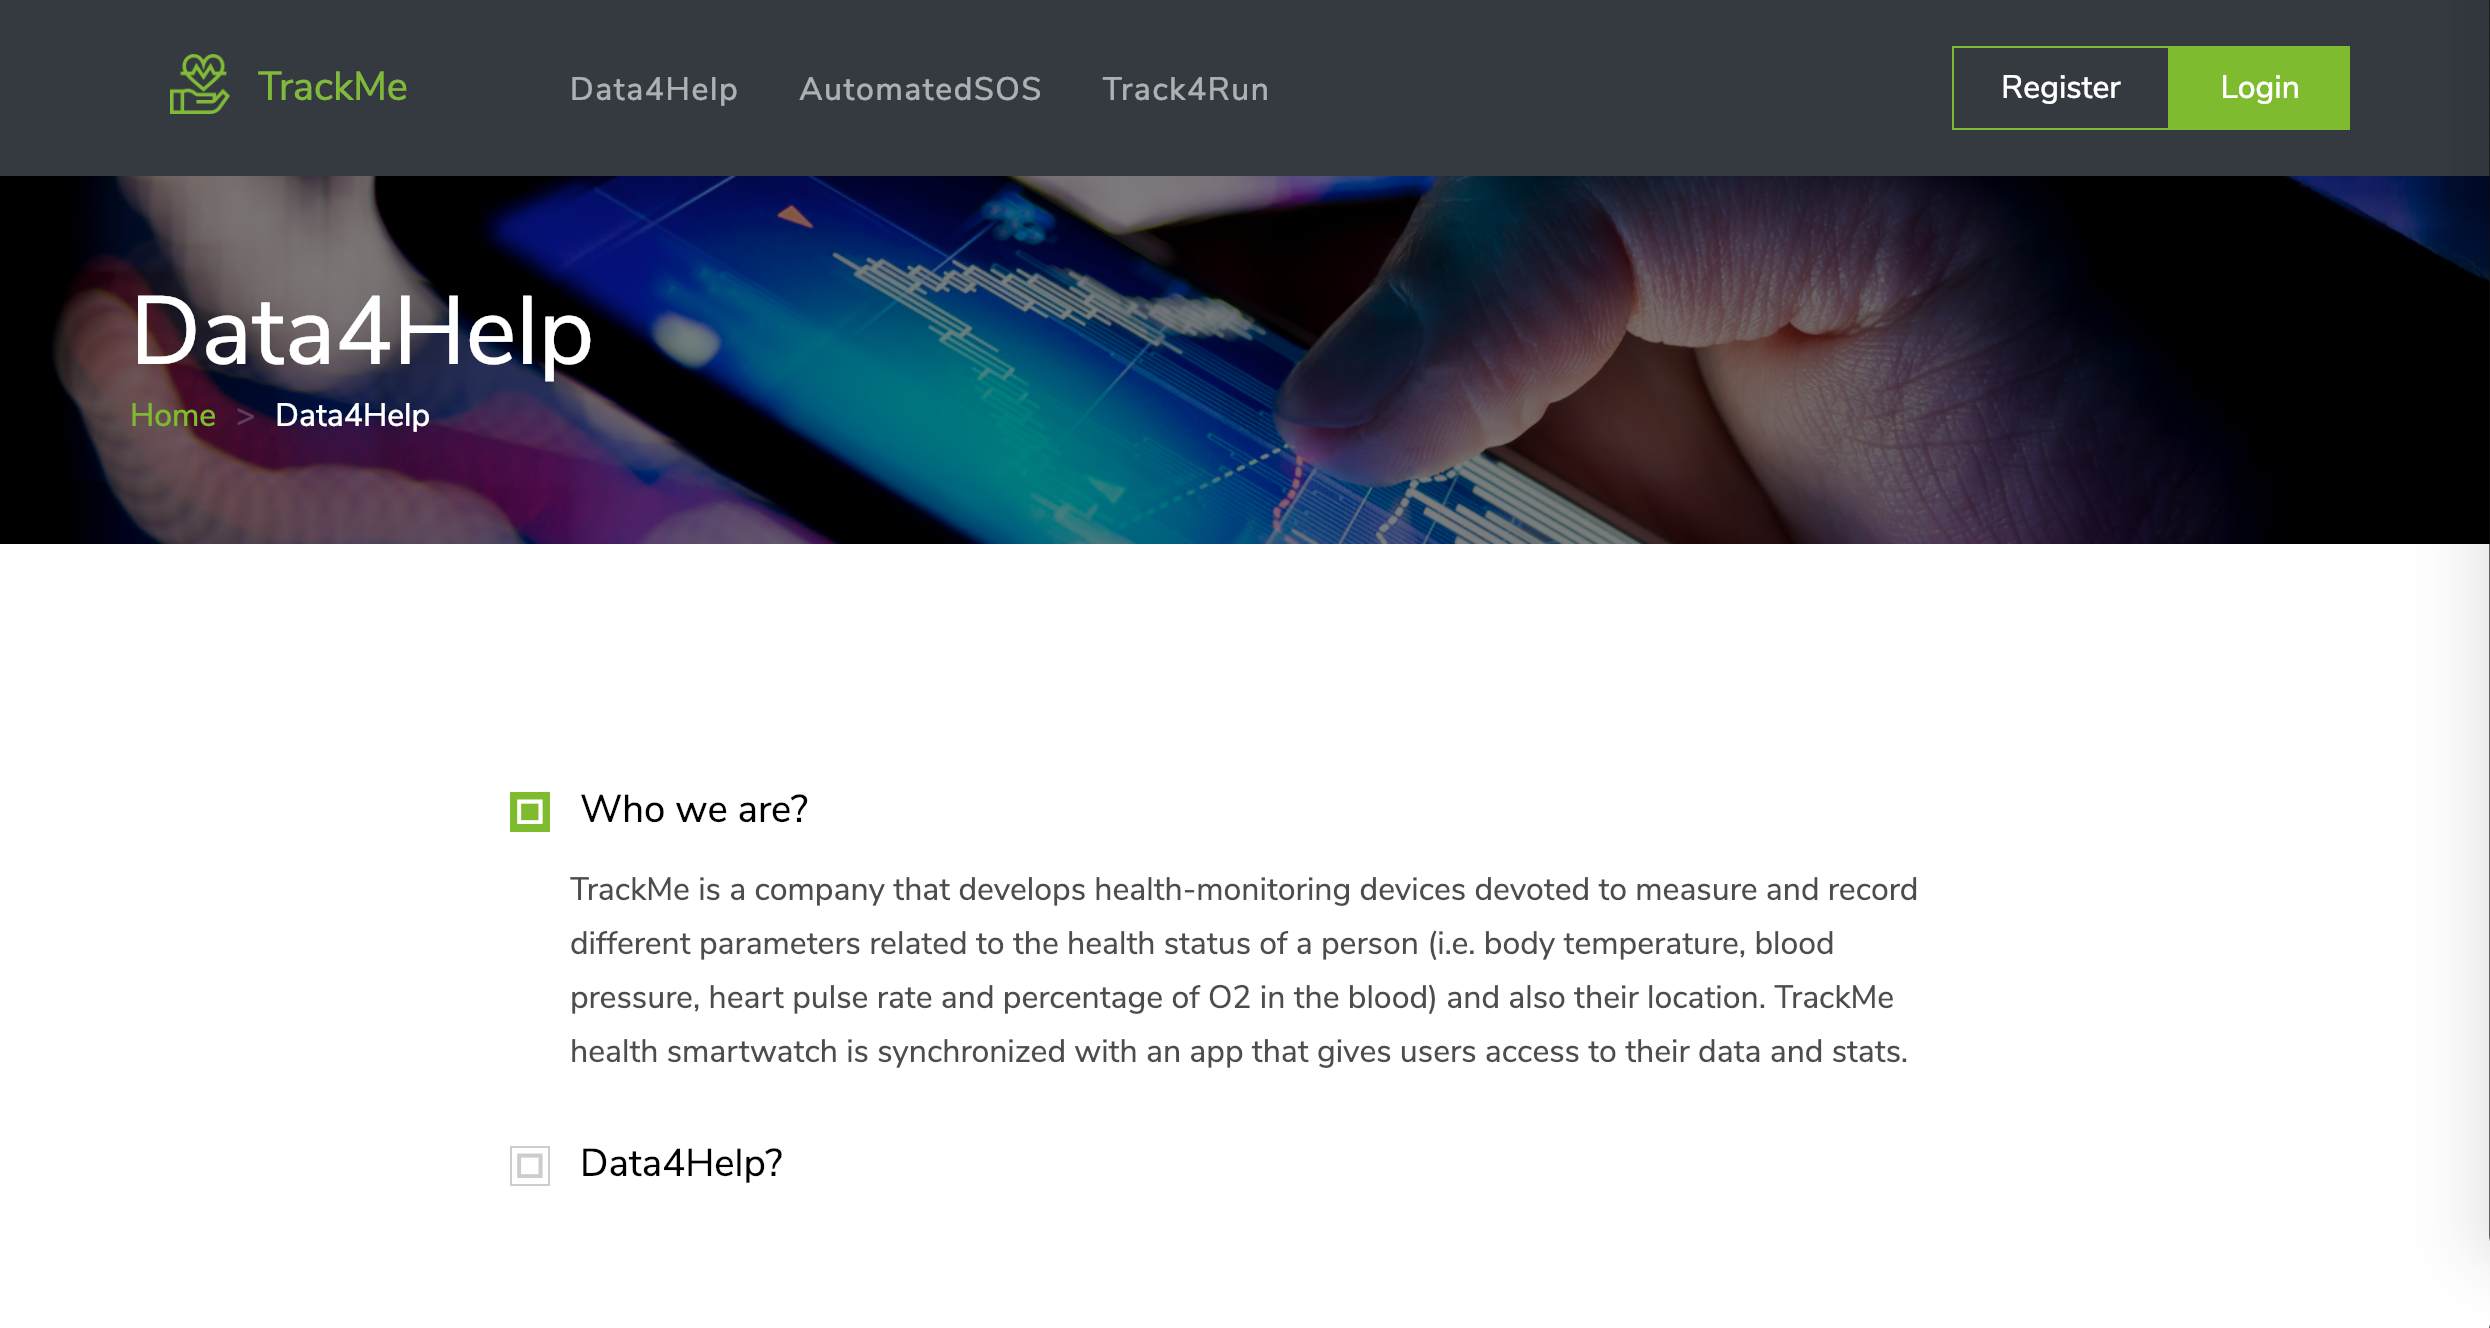 TrackMe
Data4Help
AutomatedSOS
Track4Run
Register
Login
Data4Help
Home > Data4Help
Who we are?
TrackMe is a company that develops health-monitoring devices devoted to measure and record
different parameters related to the health status of a person (i.e. body temperature, blood
pressure, heart pulse rate and percentage of O2 in the blood) and also their location. TrackMe
health smartwatch is synchronized with an app that gives users access to their data and stats.
Data4Help?